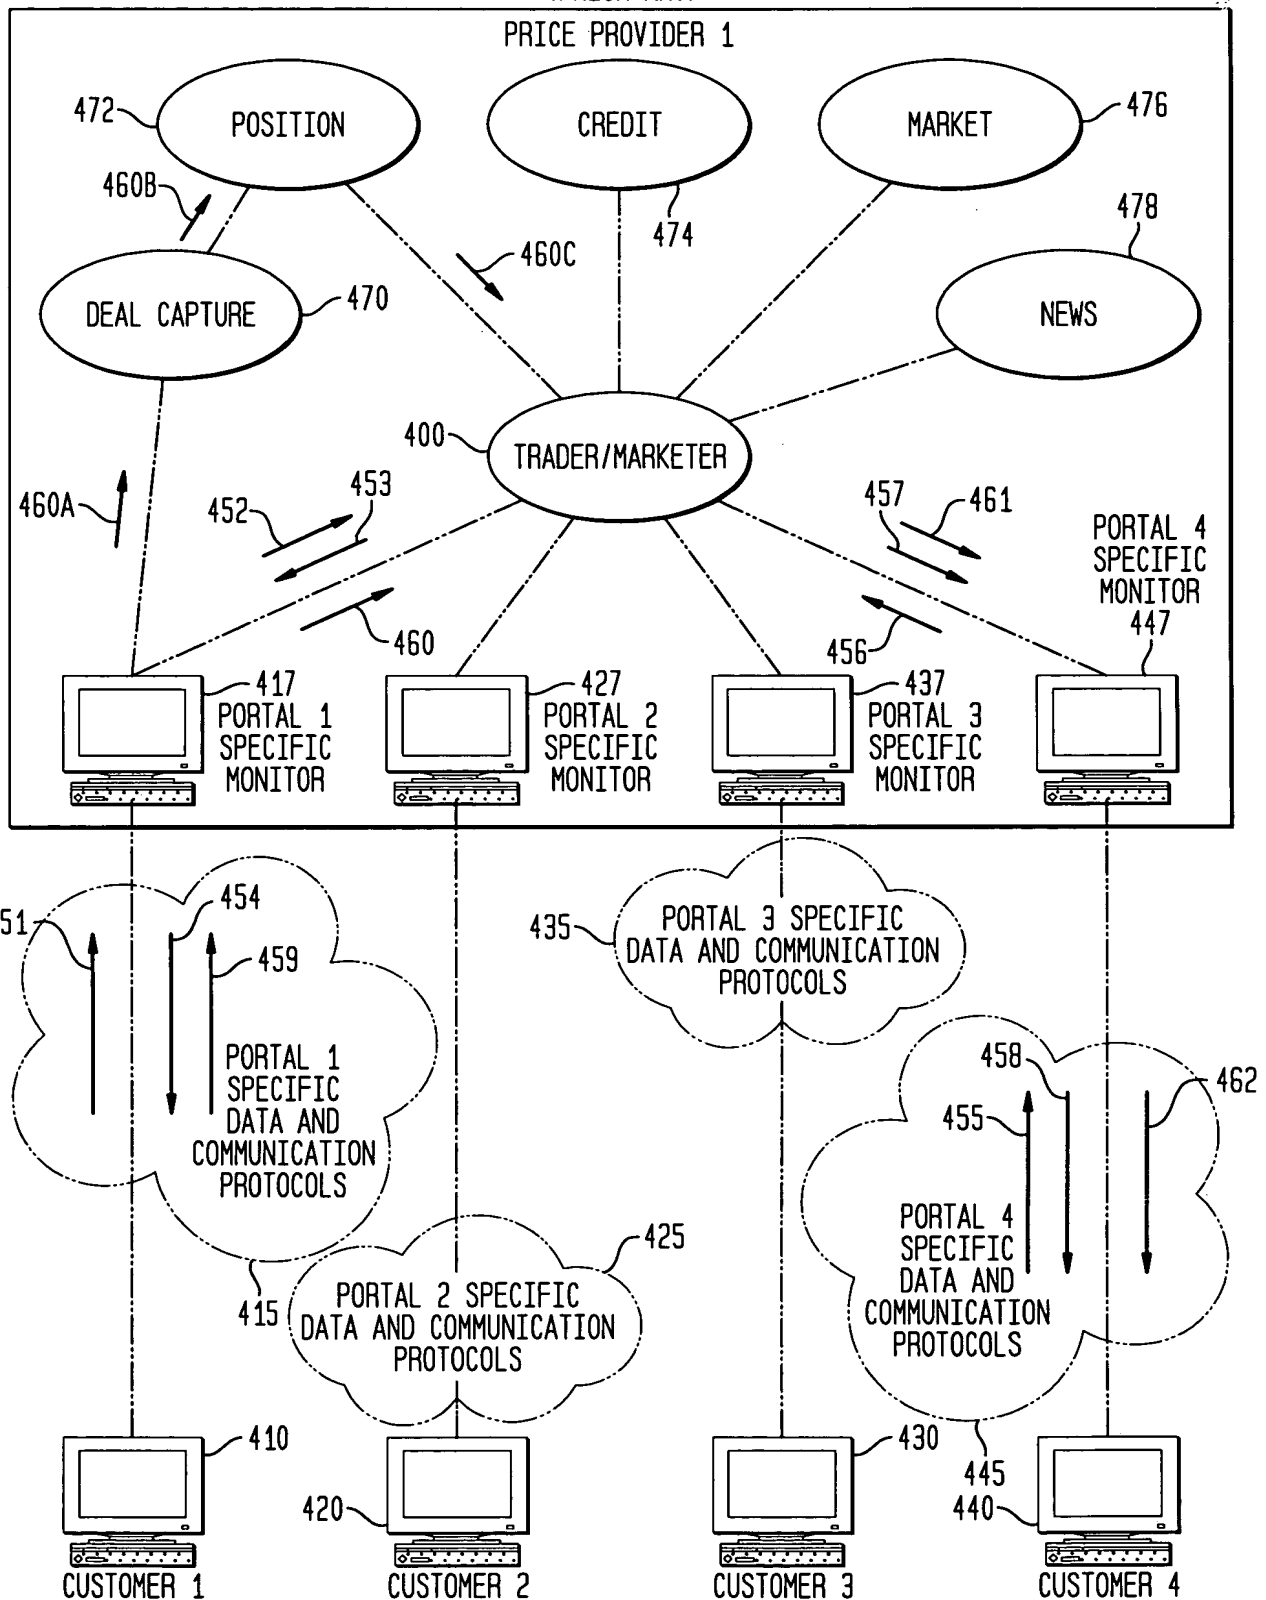 PRICE PROVIDER 1
472
POSITION
CREDIT
MARKET
476
460B
474
478
460C
DEAL CAPTURE
470
NEWS
400
TRADER/MARKETER
460A
452
453
457
461
PORTAL 4
SPECIFIC
MONITOR
447
460
456
417
PORTAL 1
SPECIFIC
MONITOR
427
PORTAL 2
SPECIFIC
MONITOR
437
PORTAL 3
SPECIFIC
MONITOR
51
454
459
435
PORTAL 3 SPECIFIC
DATA AND COMMUNICATION
PROTOCOLS
PORTAL 1
SPECIFIC
DATA AND
COMMUNICATION
PROTOCOLS
458
462
455
415
425
PORTAL 2 SPECIFIC
DATA AND COMMUNICATION
PROTOCOLS
PORTAL 4
SPECIFIC
DATA AND
COMMUNICATION
PROTOCOLS
410
420
430
445
440
CUSTOMER 1
CUSTOMER 2
CUSTOMER 3
CUSTOMER 4